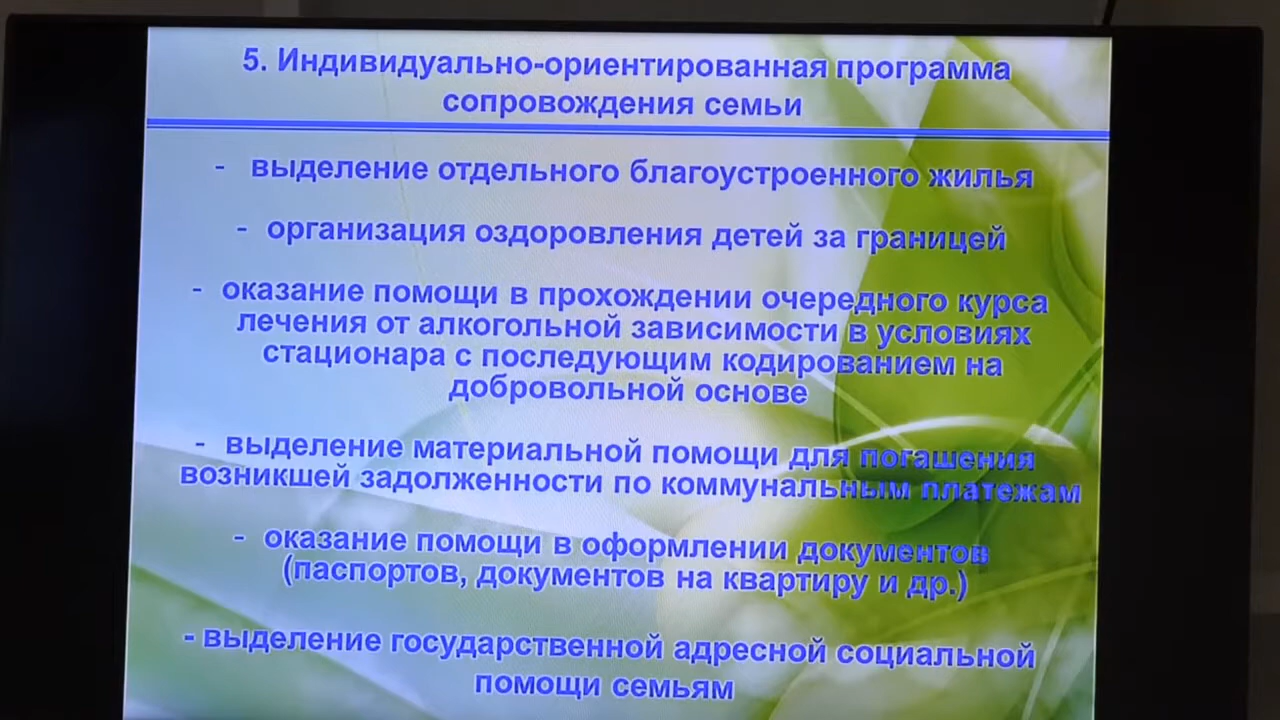 5. Индивидуально-ориентированная программа
сопровождения семьи
- выделение отдельного благоустроенного жилья
- организация оздоровления детей за границей
- оказание помощи в прохождении очередного курса
лечения от алкогольной зависимости в условиях
стационара с последующим кодированием на
добровольной основе
- выделение материальной помощи для погашения
возникшей задолженности по коммунальным платежам
- оказание помощи в оформлении документов
(паспортов, документов на квартиру и др.)
- выделение государственной адресной социальной
помощи семьям